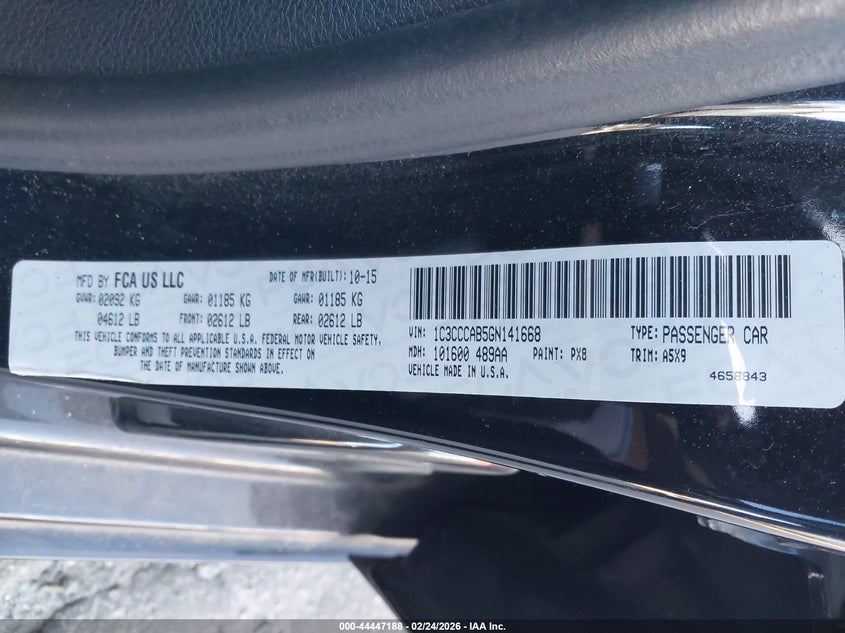 MFD BY FCA US LLC DATE OF MFR(BUILT): 10-15
GVWR: 02092 KG GAWR: 01185 KG GAWR: 01185 KG
04612 LB FRONT: 02612 LB REAR: 02612 LB
THIS VEHICLE CONFORMS TO ALL APPLICABLE U.S.A. FEDERAL MOTOR VEHICLE SAFETY,
BUMPER AND THEFT PREVENTION STANDARDS IN EFFECT ON
THE DATE OF MANUFACTURE SHOWN ABOVE.
VIN: 1C3CCCAB5GN141668 TYPE: PASSENGER CAR
MDH: 101600 489AA PAINT: PX8 TRIM: A5X9
VEHICLE MADE IN U.S.A. 4658843
000-44447188 - 02/24/2026 - IAA Inc.